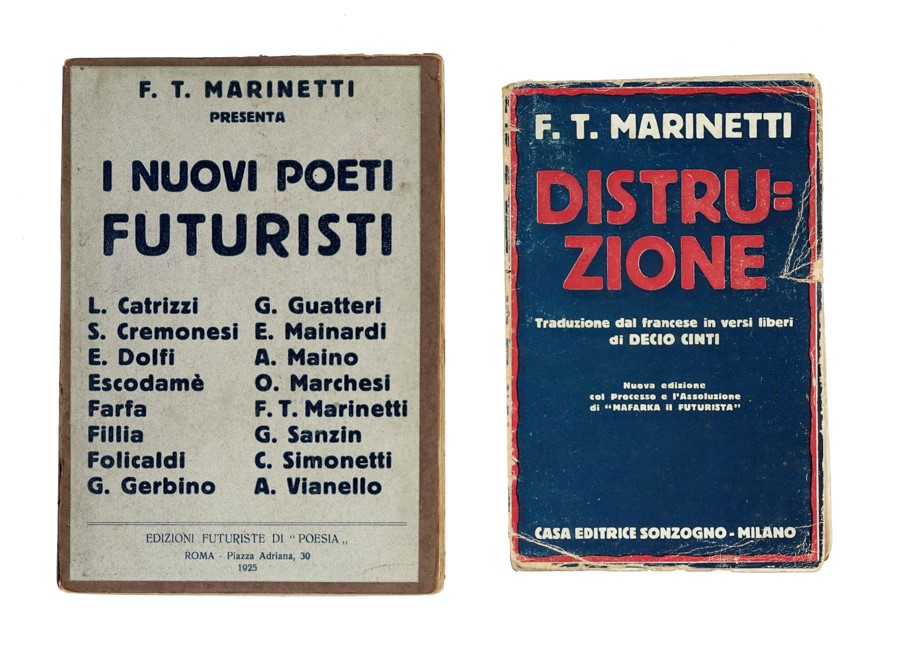 F. T. MARINETTI
PRESENTA
I NUOVI POETI
FUTURISTI
L. Catrizzi
S. Cremonesi
E. Dolfi
Escodamè
Farfa
Fillia
Folicaldi
G. Gerbino
G. Guatteri
E. Mainardi
A. Maino
O. Marchesi
F. T. Marinetti
G. Sanzin
C. Simonetti
A. Vianello
EDIZIONI FUTURISTE DI "POESIA„
ROMA - Piazza Adriana, 30
1925
F. T. MARINETTI
DISTRU=
ZIONE
Traduzione dal francese in versi liberi
di DECIO CINTI
Nuova edizione
col Processo e l'Assoluzione
di "MAFARKA il FUTURISTA"
CASA EDITRICE SONZOGNO - MILANO